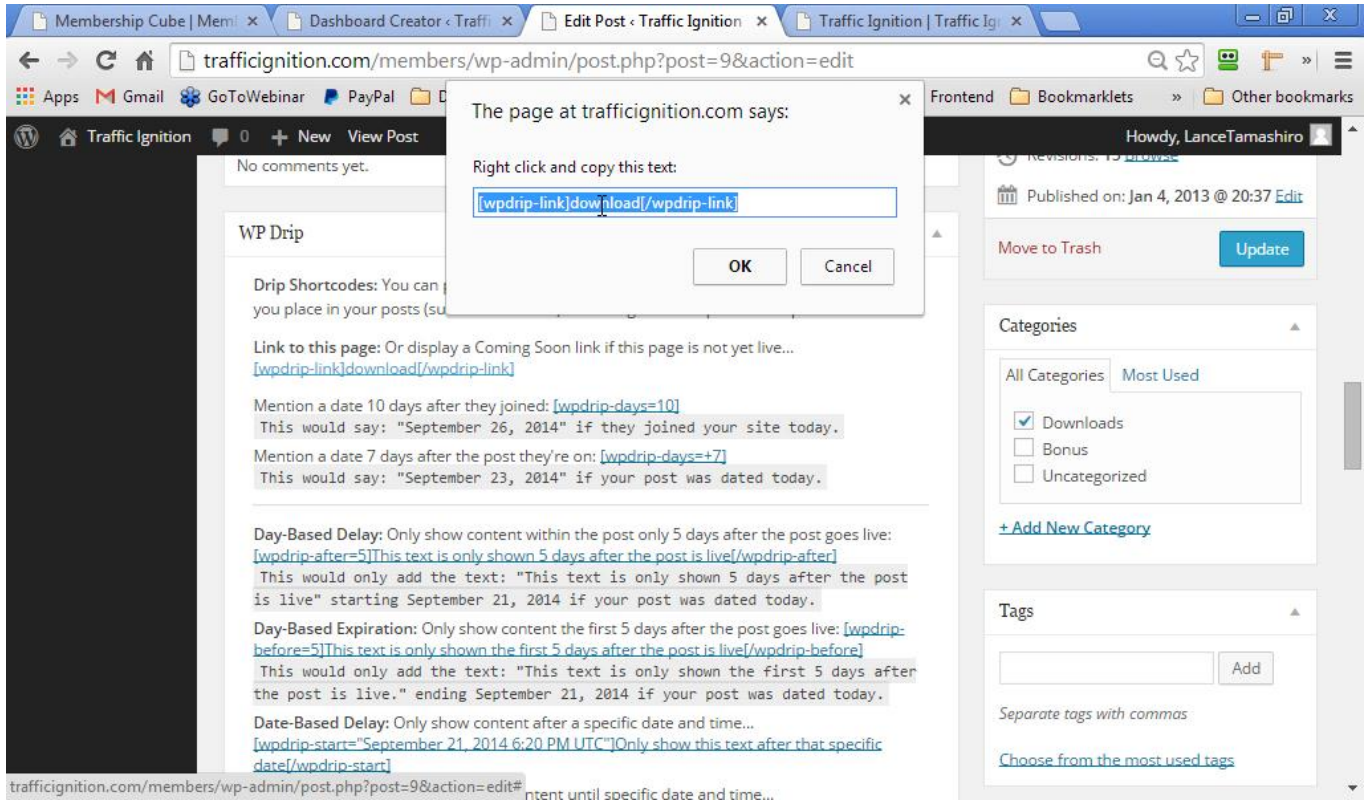 Membership Cube | Mem
Dashboard Creator ‹ Traffi
Edit Post ‹ Traffic Ignition
Traffic Ignition | Traffic Ig
trafficignition.com/members/wp-admin/post.php?post=9&action=edit
Apps Gmail GoToWebinar PayPal D Frontend Bookmarklets » Other bookmarks
Traffic Ignition 0 + New View Post Howdy, LanceTamashiro
The page at trafficignition.com says:
Right click and copy this text:
[wpdrip-link]download[/wpdrip-link]
OK Cancel
No comments yet.
WP Drip
Drip Shortcodes: You can
you place in your posts (su
Link to this page: Or display a Coming Soon link if this page is not yet live...
[wpdrip-link]download[/wpdrip-link]
Mention a date 10 days after they joined: [wpdrip-days=10]
This would say: "September 26, 2014" if they joined your site today.
Mention a date 7 days after the post they're on: [wpdrip-days=+7]
This would say: "September 23, 2014" if your post was dated today.
Day-Based Delay: Only show content within the post only 5 days after the post goes live:
[wpdrip-after=5]This text is only shown 5 days after the post is live[/wpdrip-after]
This would only add the text: "This text is only shown 5 days after the post
is live" starting September 21, 2014 if your post was dated today.
Day-Based Expiration: Only show content the first 5 days after the post goes live: [wpdrip-
before=5]This text is only shown the first 5 days after the post is live[/wpdrip-before]
This would only add the text: "This text is only shown the first 5 days after
the post is live." ending September 21, 2014 if your post was dated today.
Date-Based Delay: Only show content after a specific date and time...
[wpdrip-start="September 21, 2014 6:20 PM UTC"]Only show this text after that specific
date[/wpdrip-start]
ntent until specific date and time...
trafficignition.com/members/wp-admin/post.php?post=9&action=edit#
Revisions: 15 Browse
Published on: Jan 4, 2013 @ 20:37 Edit
Move to Trash Update
Categories
All Categories Most Used
Downloads
Bonus
Uncategorized
+ Add New Category
Tags
Add
Separate tags with commas
Choose from the most used tags